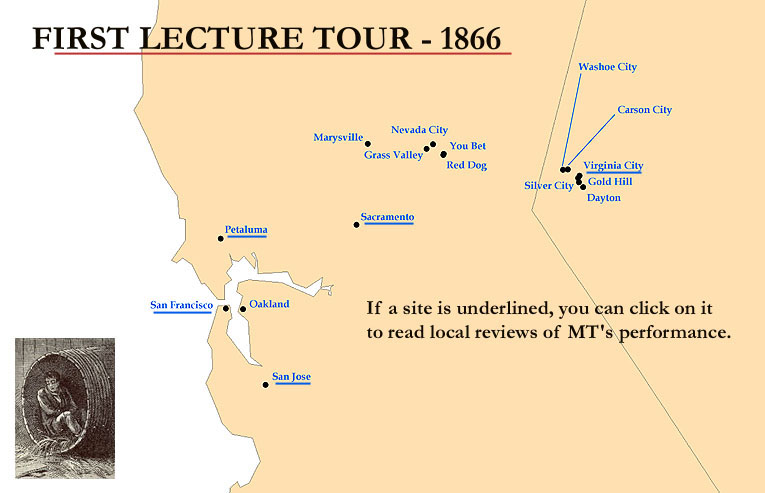 FIRST LECTURE TOUR - 1866
Washoe City
Carson City
Marysville
Nevada City
You Bet
Grass Valley
Red Dog
Virginia City
Silver City
Gold Hill
Dayton
Sacramento
Petaluma
San Francisco
Oakland
If a site is underlined, you can click on it
to read local reviews of MT's performance.
San Jose